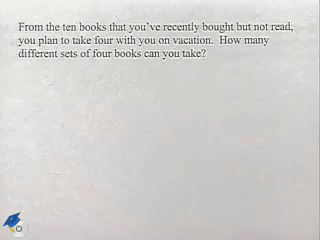 From the ten books that you've recently bought but not read,
you plan to take four with you on vacation.  How many
different sets of four books can you take?